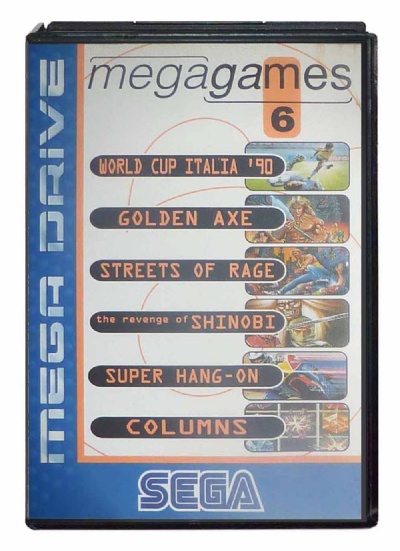 megagames
6
WORLD CUP ITALIA '90
GOLDEN AXE
STREETS OF RAGE
the revenge of SHINOBI
SUPER HANG-ON
COLUMNS
MEGA DRIVE
SEGA